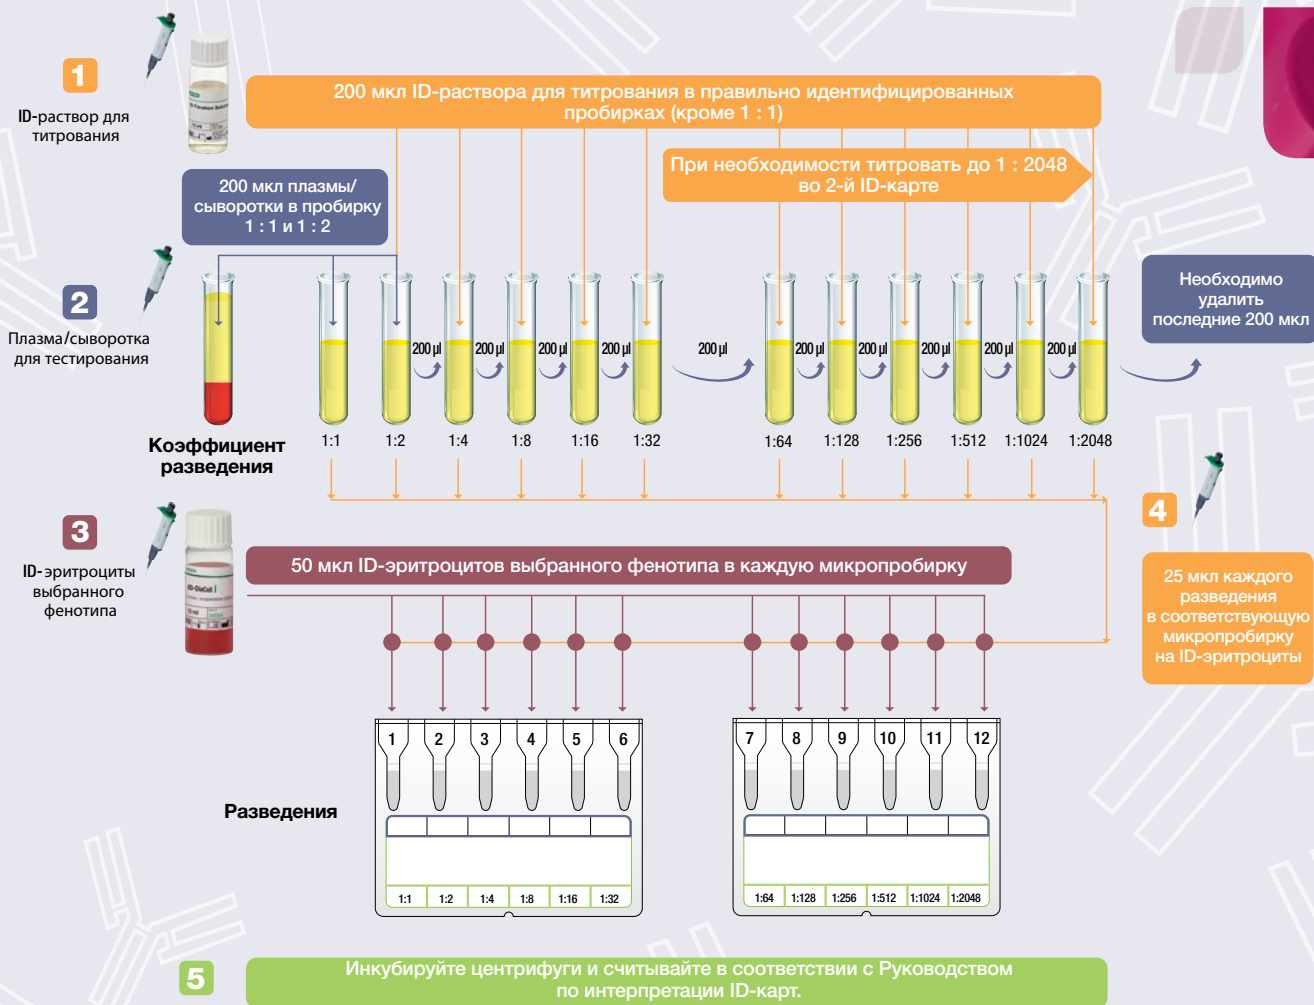 1
ID-раствор для
титрования
200 мкл ID-раствора для титрования в правильно идентифицированных
пробирках (кроме 1 : 1)
При необходимости титровать до 1 : 2048
во 2-й ID-карте
200 мкл плазмы/
сыворотки в пробирку
1 : 1 и 1 : 2
2
Плазма/сыворотка
для тестирования
200 µl 200 µl 200 µl 200 µl 200 µl 200 µl 200 µl 200 µl 200 µl 200 µl
Необходимо
удалить
последние 200 мкл
Коэффициент
разведения
1:1 1:2 1:4 1:8 1:16 1:32 1:64 1:128 1:256 1:512 1:1024 1:2048
3
ID-эритроциты
выбранного
фенотипа
50 мкл ID-эритроцитов выбранного фенотипа в каждую микропробирку
4
25 мкл каждого
разведения
в соответствующую
микропробирку
на ID-эритроциты
1 2 3 4 5 6 7 8 9 10 11 12
Разведения
1:1 1:2 1:4 1:8 1:16 1:32 1:64 1:128 1:256 1:512 1:1024 1:2048
5
Инкубируйте центрифуги и считывайте в соответствии с Руководством
по интерпретации ID-карт.